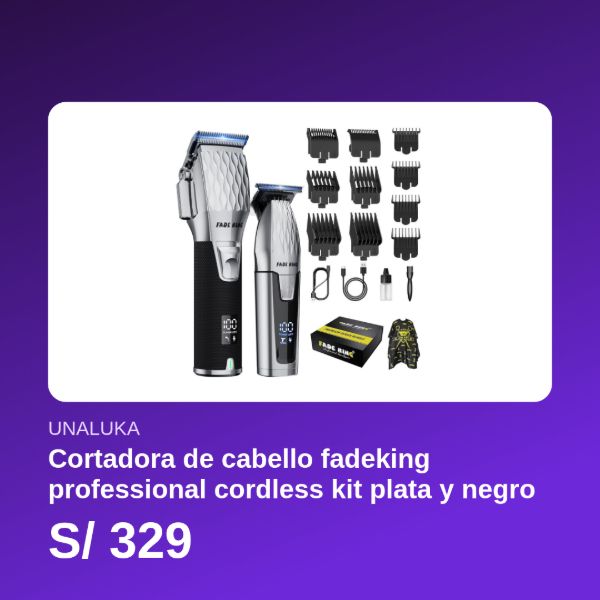 FADE KING
FADE KING
100
100
FADE KING
UNALUKA
Cortadora de cabello fadeking
professional cordless kit plata y negro
S/ 329